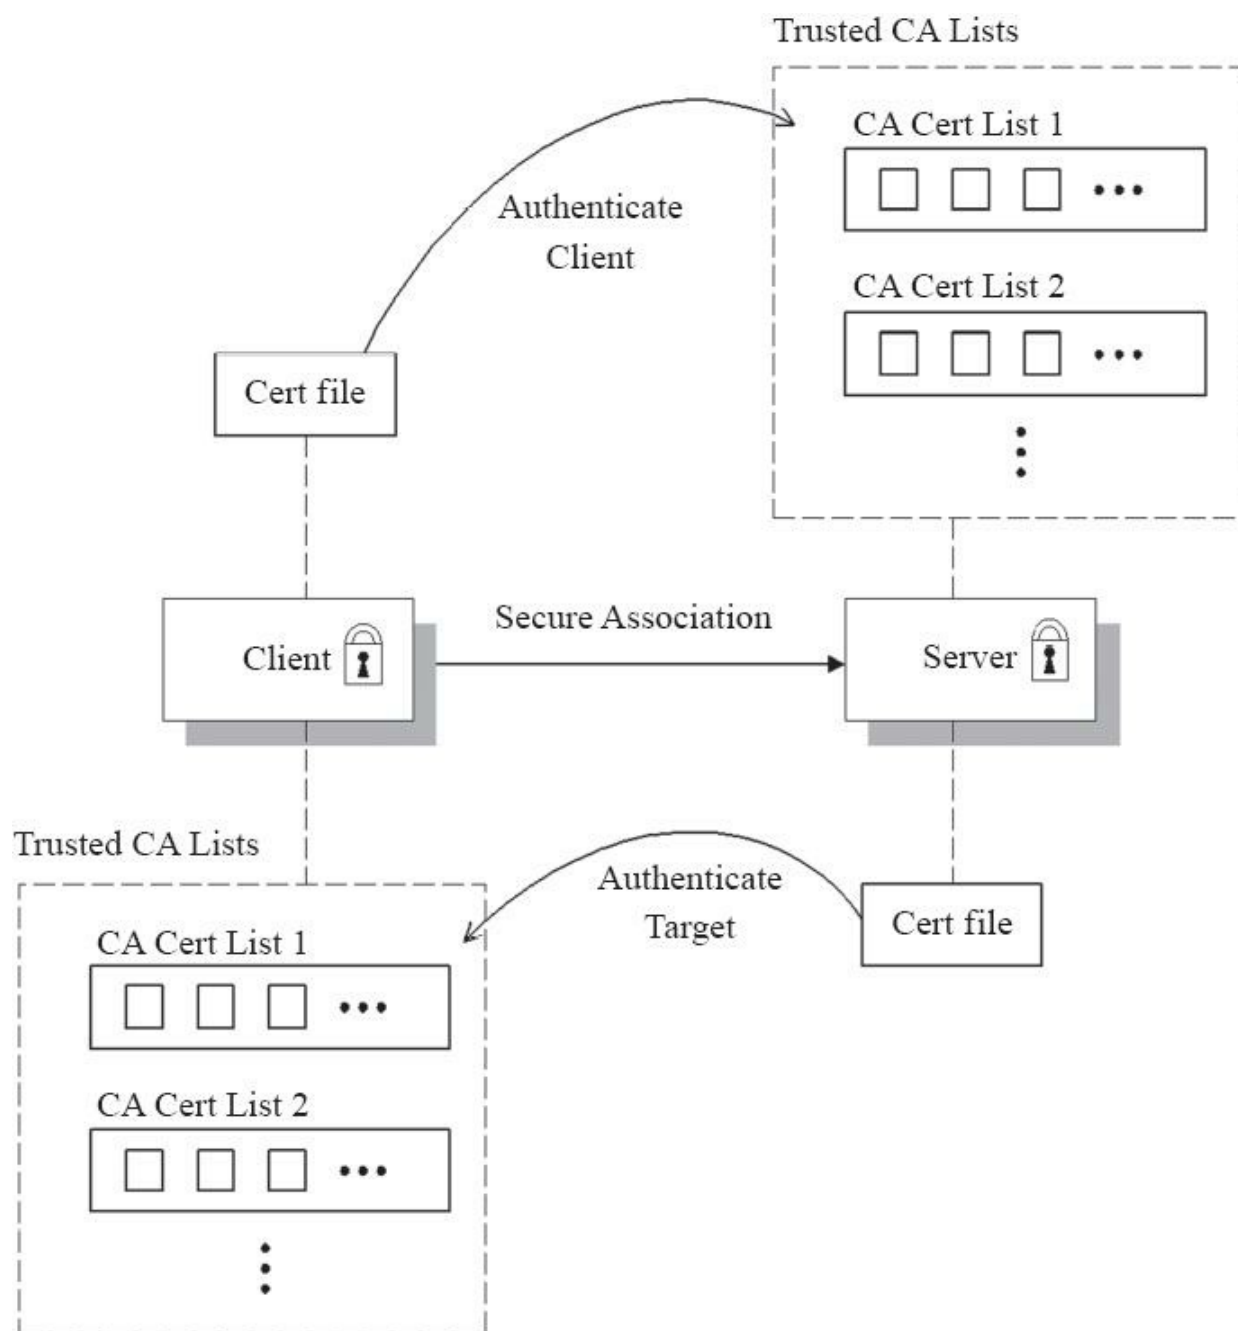 Trusted CA Lists
CA Cert List 1
Authenticate
Client
CA Cert List 2
Cert file
Secure Association
Client
Server
Trusted CA Lists
Authenticate
Target
Cert file
CA Cert List 1
CA Cert List 2